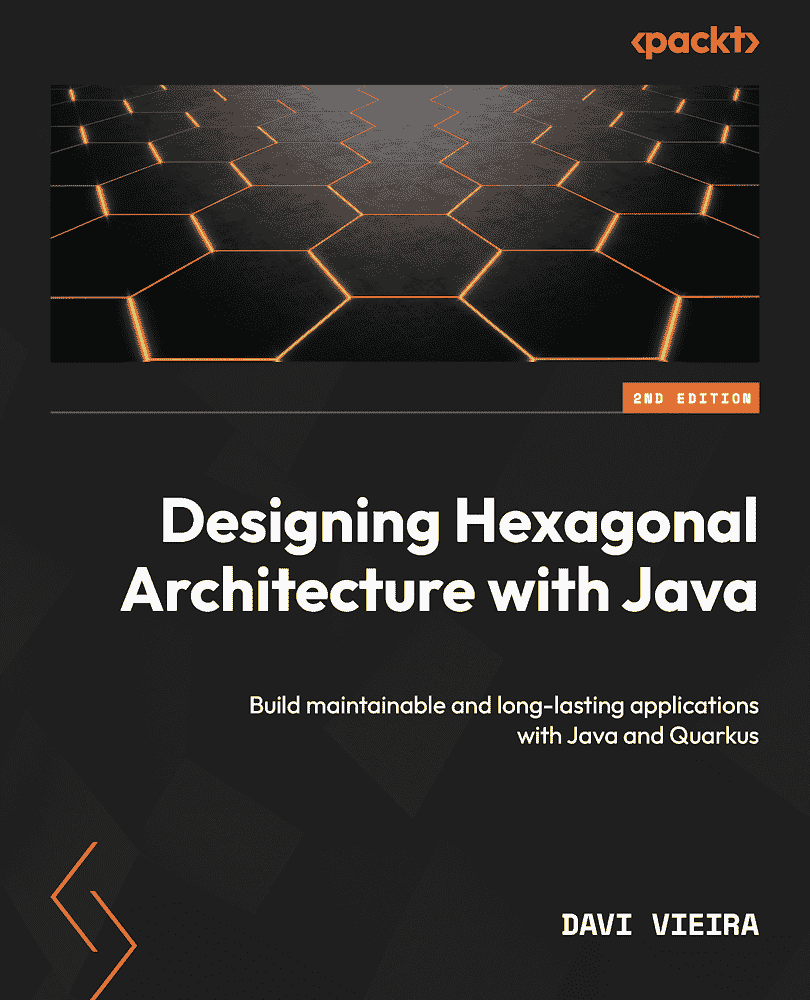 <packt>
2ND EDITION
Designing Hexagonal
Architecture with Java
Build maintainable and long-lasting applications
with Java and Quarkus
DAVI VIEIRA